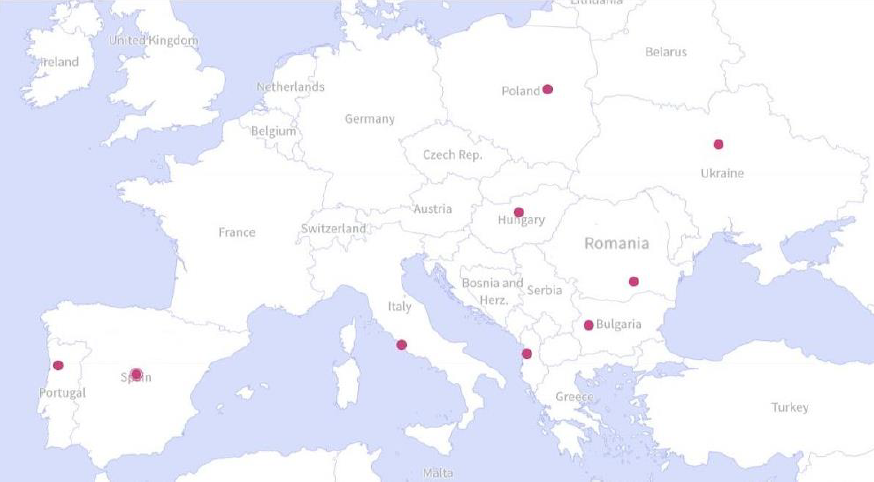 Lithuania
United Kingdom
Ireland
Belarus
Netherlands
Poland
Germany
Belgium
Czech Rep.
Ukraine
Austria
Hungary
France
Switzerland
Romania
Bosnia and
Herz.
Serbia
Italy
Bulgaria
Spain
Portugal
Greece
Turkey
Malta